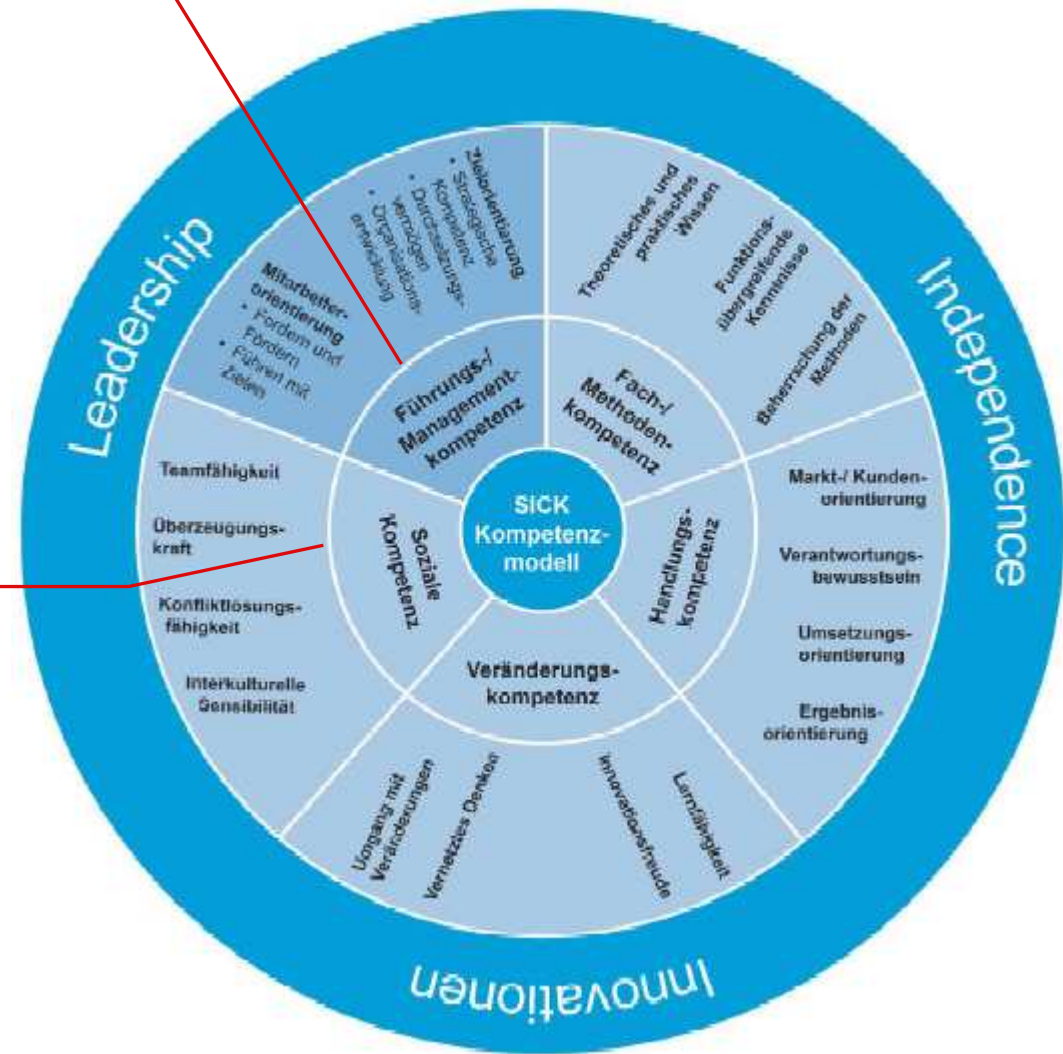 Leadership
Independence
Innovationen
SICK
Kompetenz-
modell
Führungs-/
Management-
kompetenz
Mitarbeiter-
orientierung
• Fordern und
Fördern
• Führen mit
Zielen
Zielorientierung
• Strategische
Kompetenz
• Durchsetzungs-
vermögen
• Organisations-
entwicklung
Fach-/
Methoden-
kompetenz
Theoretisches und
praktisches
Wissen
Funktions-
übergreifende
Kenntnisse
Beherrschung der
Methoden
Handlungs-
kompetenz
Markt-/ Kunden-
orientierung
Verantwortungs-
bewusstsein
Umsetzungs-
orientierung
Ergebnis-
orientierung
Veränderungs-
kompetenz
Lernfähigkeit
Innovationsfreude
Vernetztes Denken
Umgang mit
Veränderungen
Soziale
Kompetenz
Teamfähigkeit
Überzeugungs-
kraft
Konfliktlösungs-
fähigkeit
Interkulturelle
Sensibilität